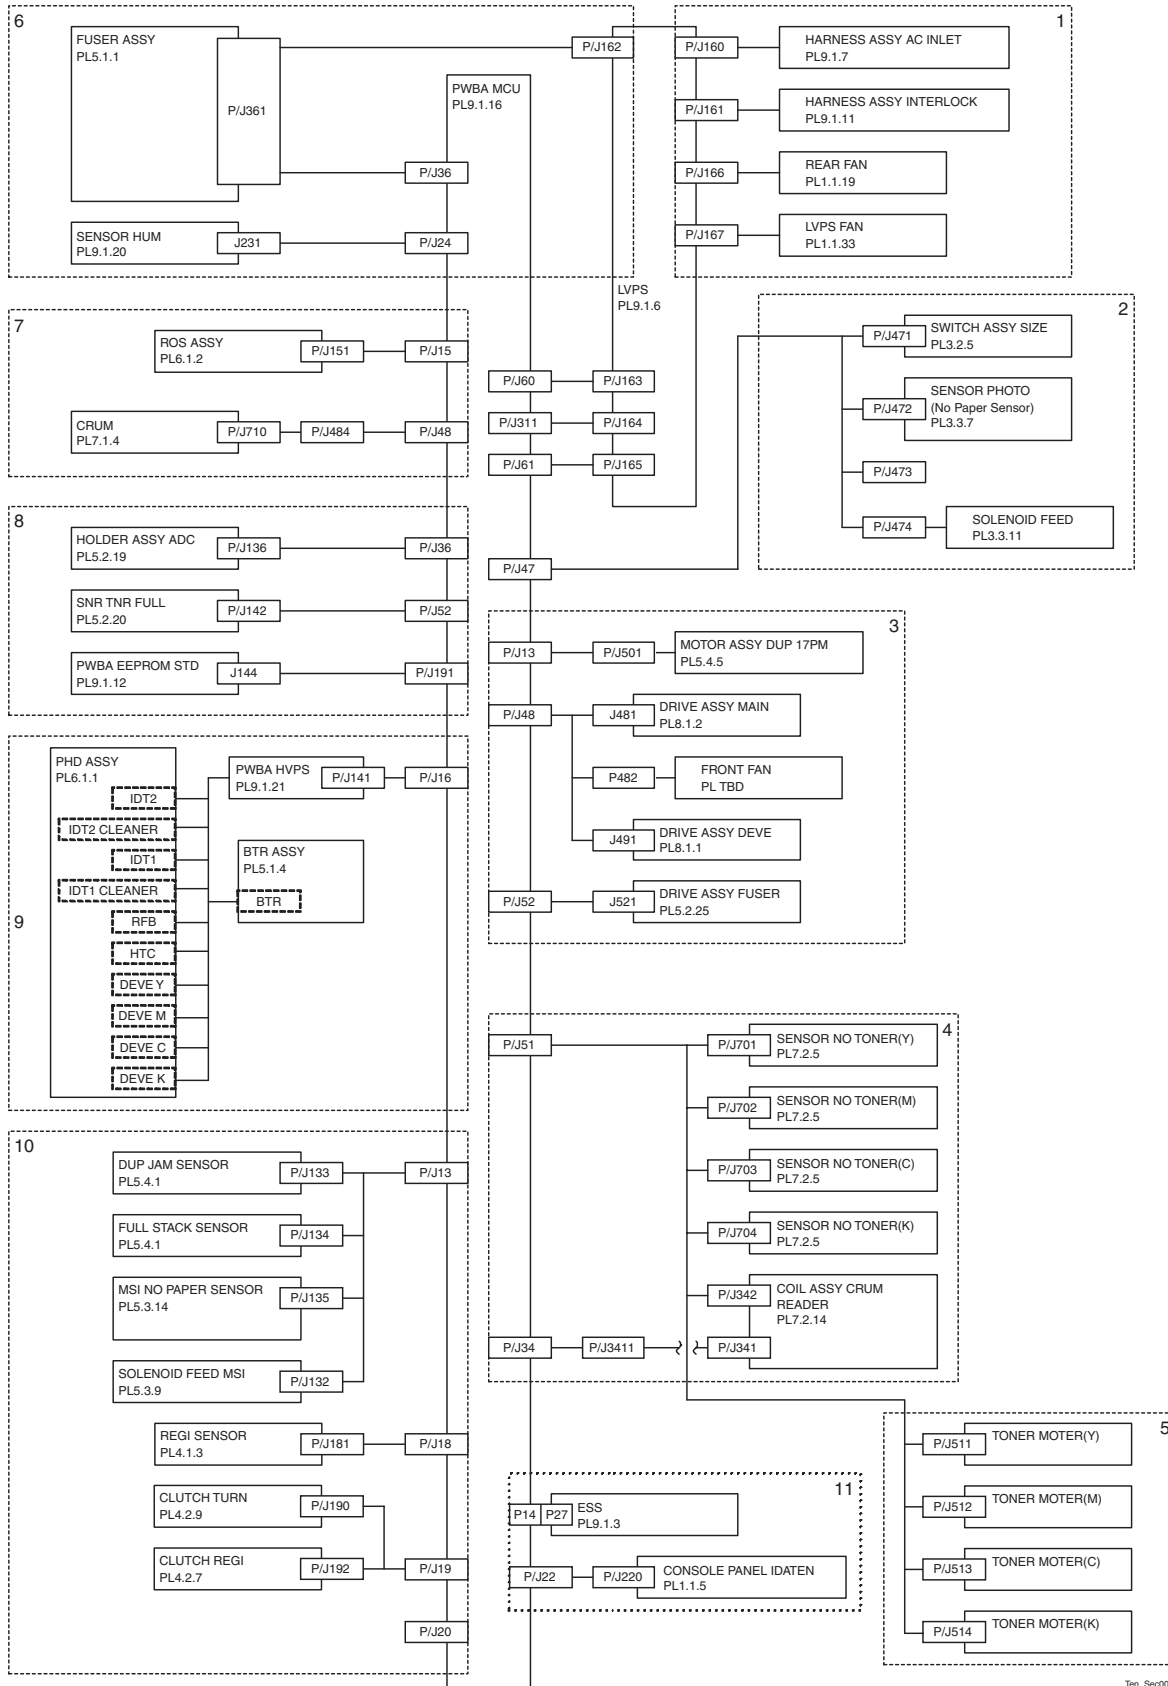 6
FUSER ASSY
PL5.1.1
P/J361
P/J162
PWBA MCU
PL9.1.16
P/J36
SENSOR HUM
PL9.1.20
J231
P/J24
1
P/J160
HARNESS ASSY AC INLET
PL9.1.7
P/J161
HARNESS ASSY INTERLOCK
PL9.1.11
P/J166
REAR FAN
PL1.1.19
P/J167
LVPS FAN
PL1.1.33
LVPS
PL9.1.6
7
ROS ASSY
PL6.1.2
P/J151
P/J15
CRUM
PL7.1.4
P/J710
P/J484
P/J48
P/J60
P/J163
P/J311
P/J164
P/J61
P/J165
2
P/J471
SWITCH ASSY SIZE
PL3.2.5
P/J472
SENSOR PHOTO
(No Paper Sensor)
PL3.3.7
P/J473
P/J474
SOLENOID FEED
PL3.3.11
8
HOLDER ASSY ADC
PL5.2.19
P/J136
P/J36
SNR TNR FULL
PL5.2.20
P/J142
P/J52
PWBA EEPROM STD
PL9.1.12
J144
P/J191
P/J47
3
P/J13
P/J501
MOTOR ASSY DUP 17PM
PL5.4.5
P/J48
J481
DRIVE ASSY MAIN
PL8.1.2
P482
FRONT FAN
PL TBD
J491
DRIVE ASSY DEVE
PL8.1.1
P/J52
J521
DRIVE ASSY FUSER
PL5.2.25
9
PHD ASSY
PL6.1.1
IDT2
IDT2 CLEANER
IDT1
IDT1 CLEANER
RFB
HTC
DEVE Y
DEVE M
DEVE C
DEVE K
PWBA HVPS
PL9.1.21
P/J141
P/J16
BTR ASSY
PL5.1.4
BTR
4
P/J51
P/J701
SENSOR NO TONER(Y)
PL7.2.5
P/J702
SENSOR NO TONER(M)
PL7.2.5
P/J703
SENSOR NO TONER(C)
PL7.2.5
P/J704
SENSOR NO TONER(K)
PL7.2.5
P/J342
COIL ASSY CRUM
READER
PL7.2.14
P/J34
P/J3411
P/J341
10
DUP JAM SENSOR
PL5.4.1
P/J133
P/J13
FULL STACK SENSOR
PL5.4.1
P/J134
MSI NO PAPER SENSOR
PL5.3.14
P/J135
SOLENOID FEED MSI
PL5.3.9
P/J132
REGI SENSOR
PL4.1.3
P/J181
P/J18
CLUTCH TURN
PL4.2.9
P/J190
CLUTCH REGI
PL4.2.7
P/J192
P/J19
P/J20
5
P/J511
TONER MOTER(Y)
P/J512
TONER MOTER(M)
P/J513
TONER MOTER(C)
P/J514
TONER MOTER(K)
11
P14
P27
ESS
PL9.1.3
P/J22
P/J220
CONSOLE PANEL IDATEN
PL1.1.5